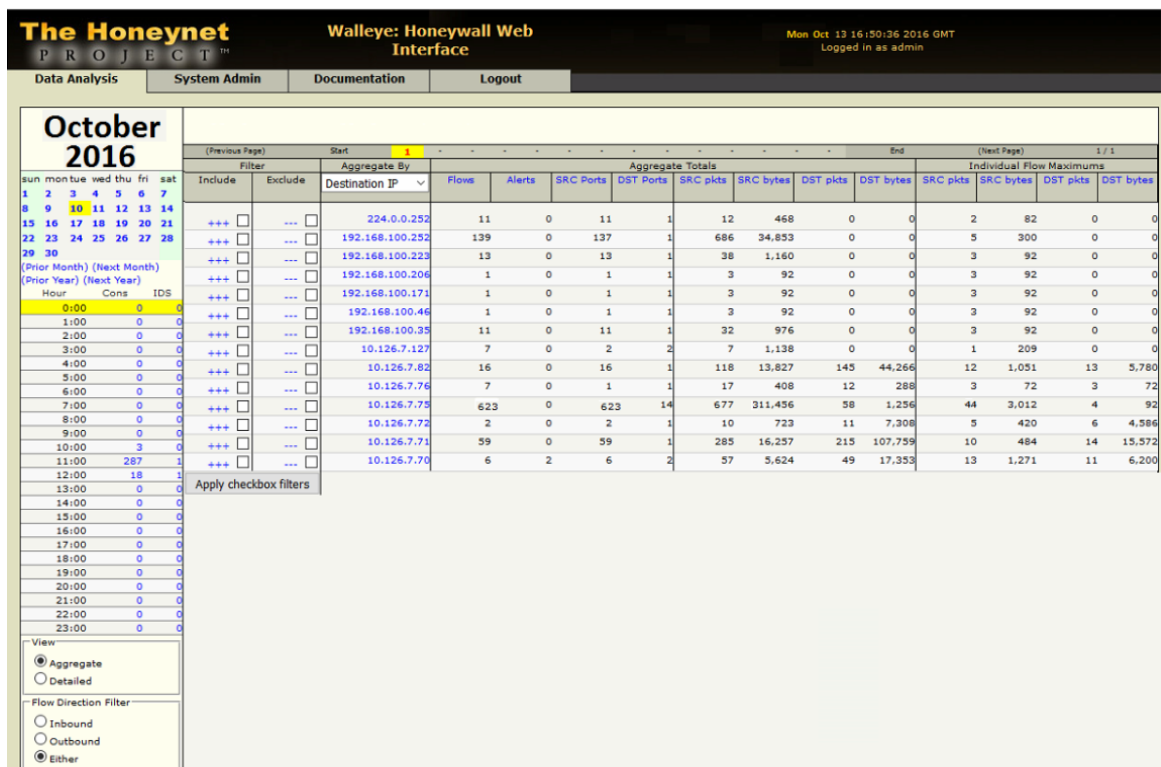 The Honeynet
P R O J E C T™
Walleye: Honeywall Web
Interface
Mon Oct 13 16:50:36 2016 GMT
Logged in as admin
Data Analysis System Admin Documentation Logout
October
2016
sun mon tue wed thu fri sat
1 2 3 4 5 6 7
8 9 10 11 12 13 14
15 16 17 18 19 20 21
22 23 24 25 26 27 28
29 30
(Prior Month) (Next Month)
(Prior Year) (Next Year)
Hour Cons IDS
0:00 0 0
1:00 0 0
2:00 0 0
3:00 0 0
4:00 0 0
5:00 0 0
6:00 0 0
7:00 0 0
8:00 0 0
9:00 0 0
10:00 3 0
11:00 287 1
12:00 18 1
13:00 0 0
14:00 0 0
15:00 0 0
16:00 0 0
17:00 0 0
18:00 0 0
19:00 0 0
20:00 0 0
21:00 0 0
22:00 0 0
23:00 0 0
View
Aggregate
Detailed
Flow Direction Filter
Inbound
Outbound
Either
(Previous Page) Start 1 - - - - - - - - - - - - - End (Next Page) 1 / 1
Filter Aggregate By Aggregate Totals Individual Flow Maximums
Include Exclude Destination IP Flows Alerts SRC Ports DST Ports SRC pkts SRC bytes DST pkts DST bytes SRC pkts SRC bytes DST pkts DST bytes
+++ --- 224.0.0.252 11 0 11 1 12 468 0 0 2 82 0 0
+++ --- 192.168.100.252 139 0 137 1 686 34,853 0 0 5 300 0 0
+++ --- 192.168.100.223 13 0 13 1 38 1,160 0 0 3 92 0 0
+++ --- 192.168.100.206 1 0 1 1 3 92 0 0 3 92 0 0
+++ --- 192.168.100.171 1 0 1 1 3 92 0 0 3 92 0 0
+++ --- 192.168.100.46 1 0 1 1 3 92 0 0 3 92 0 0
+++ --- 192.168.100.35 11 0 11 1 32 976 0 0 3 92 0 0
+++ --- 10.126.7.127 7 0 2 2 7 1,138 0 0 1 209 0 0
+++ --- 10.126.7.82 16 0 16 1 118 13,827 145 44,266 12 1,051 13 5,780
+++ --- 10.126.7.76 7 0 1 1 17 408 12 288 3 72 3 72
+++ --- 10.126.7.75 623 0 623 14 677 311,456 58 1,256 44 3,012 4 92
+++ --- 10.126.7.72 2 0 2 1 10 723 11 7,308 5 420 6 4,586
+++ --- 10.126.7.71 59 0 59 1 285 16,257 215 107,759 10 484 14 15,572
+++ --- 10.126.7.70 6 2 6 2 57 5,624 49 17,353 13 1,271 11 6,200
Apply checkbox filters